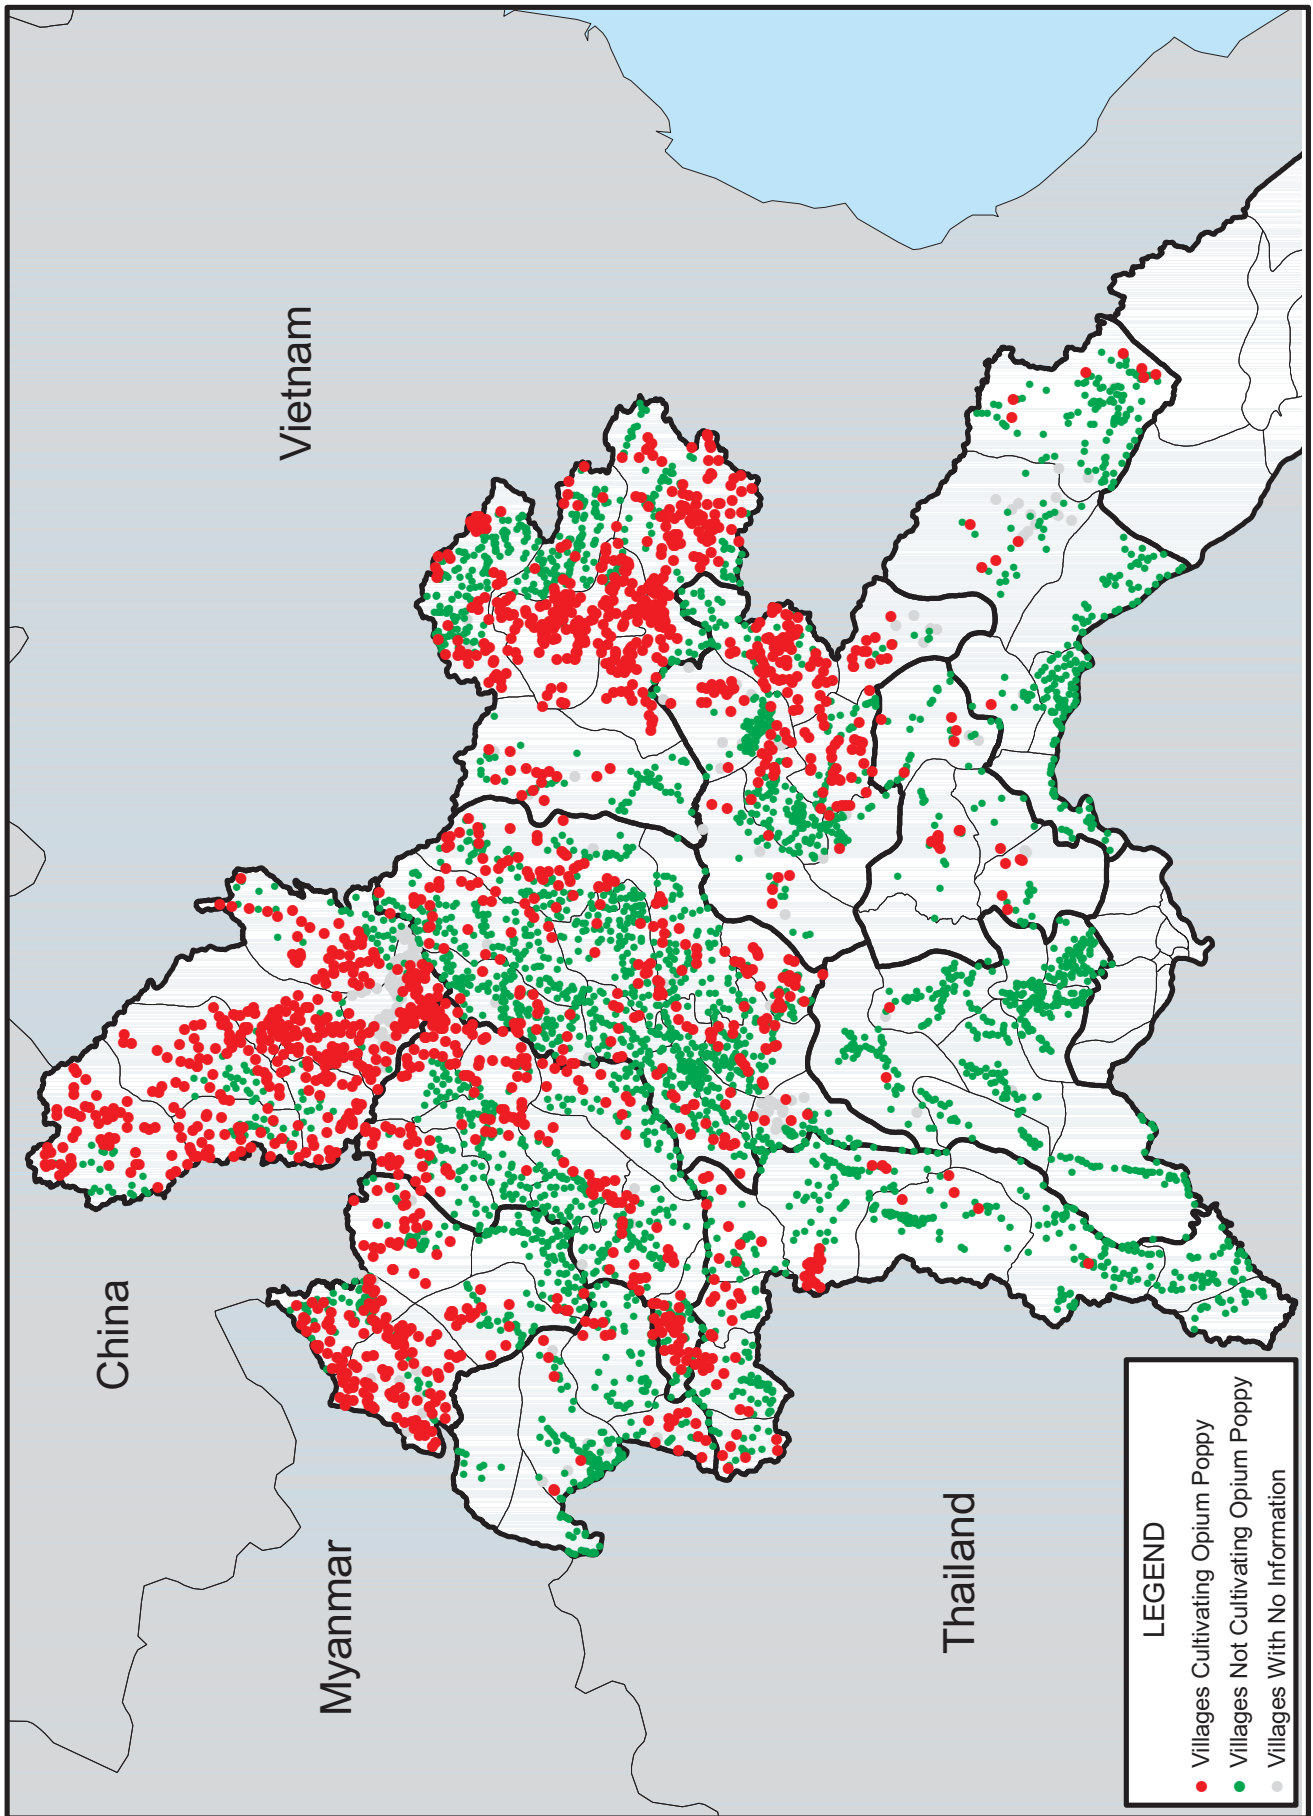 China
Vietnam
Myanmar
Thailand
LEGEND
Villages Cultivating Opium Poppy
Villages Not Cultivating Opium Poppy
Villages With No Information